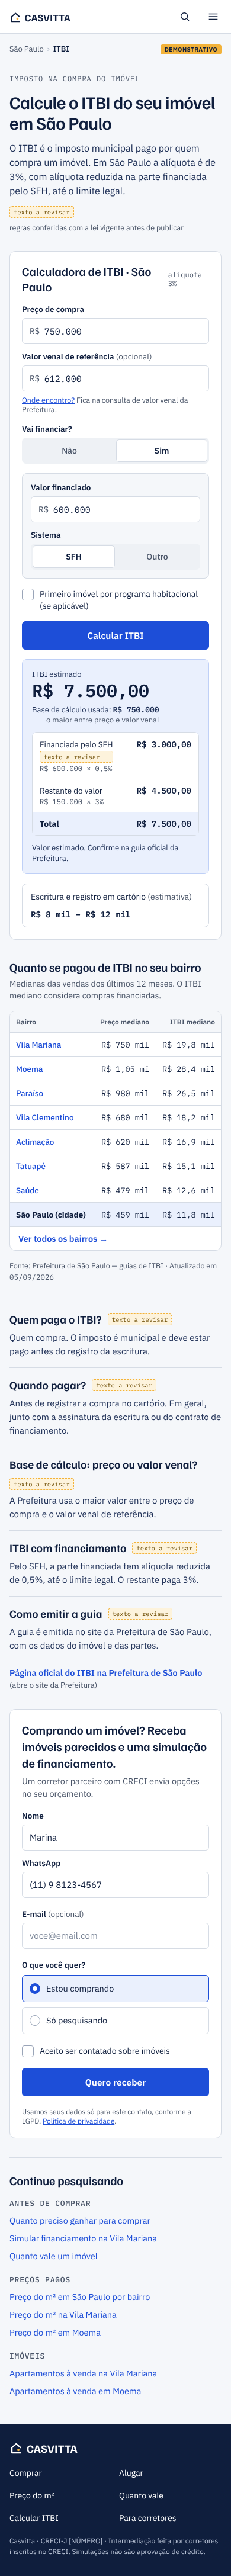 CASVITTA
São Paulo › ITBI DEMONSTRATIVO
IMPOSTO NA COMPRA DO IMÓVEL
Calcule o ITBI do seu imóvel
em São Paulo
O ITBI é o imposto municipal pago por quem
compra um imóvel. Em São Paulo a alíquota é de
3%, com alíquota reduzida na parte financiada
pelo SFH, até o limite legal.
texto a revisar
regras conferidas com a lei vigente antes de publicar
Calculadora de ITBI · São
Paulo
alíquota
3%
Preço de compra
R$ 750.000
Valor venal de referência (opcional)
R$ 612.000
Onde encontro? Fica na consulta de valor venal da
Prefeitura.
Vai financiar?
Não Sim
Valor financiado
R$ 600.000
Sistema
SFH Outro
Primeiro imóvel por programa habitacional
(se aplicável)
Calcular ITBI
ITBI estimado
R$ 7.500,00
Base de cálculo usada: R$ 750.000
o maior entre preço e valor venal
Financiada pelo SFH R$ 3.000,00
texto a revisar
R$ 600.000 × 0,5%
Restante do valor R$ 4.500,00
R$ 150.000 × 3%
Total R$ 7.500,00
Valor estimado. Confirme na guia oficial da
Prefeitura.
Escritura e registro em cartório (estimativa)
R$ 8 mil – R$ 12 mil
Quanto se pagou de ITBI no seu bairro
Medianas das vendas dos últimos 12 meses. O ITBI
mediano considera compras financiadas.
Bairro Preço mediano ITBI mediano
Vila Mariana R$ 750 mil R$ 19,8 mil
Moema R$ 1,05 mi R$ 28,4 mil
Paraíso R$ 980 mil R$ 26,5 mil
Vila Clementino R$ 680 mil R$ 18,2 mil
Aclimação R$ 620 mil R$ 16,9 mil
Tatuapé R$ 587 mil R$ 15,1 mil
Saúde R$ 479 mil R$ 12,6 mil
São Paulo (cidade) R$ 459 mil R$ 11,8 mil
Ver todos os bairros →
Fonte: Prefeitura de São Paulo — guias de ITBI · Atualizado em
05/09/2026
Quem paga o ITBI? texto a revisar
Quem compra. O imposto é municipal e deve estar
pago antes do registro da escritura.
Quando pagar? texto a revisar
Antes de registrar a compra no cartório. Em geral,
junto com a assinatura da escritura ou do contrato de
financiamento.
Base de cálculo: preço ou valor venal?
texto a revisar
A Prefeitura usa o maior valor entre o preço de
compra e o valor venal de referência.
ITBI com financiamento texto a revisar
Pelo SFH, a parte financiada tem alíquota reduzida
de 0,5%, até o limite legal. O restante paga 3%.
Como emitir a guia texto a revisar
A guia é emitida no site da Prefeitura de São Paulo,
com os dados do imóvel e das partes.
Página oficial do ITBI na Prefeitura de São Paulo
(abre o site da Prefeitura)
Comprando um imóvel? Receba
imóveis parecidos e uma simulação
de financiamento.
Um corretor parceiro com CRECI envia opções
no seu orçamento.
Nome
Marina
WhatsApp
(11) 9 8123-4567
E-mail (opcional)
voce@email.com
O que você quer?
Estou comprando
Só pesquisando
Aceito ser contatado sobre imóveis
Quero receber
Usamos seus dados só para este contato, conforme a
LGPD. Política de privacidade.
Continue pesquisando
ANTES DE COMPRAR
Quanto preciso ganhar para comprar
Simular financiamento na Vila Mariana
Quanto vale um imóvel
PREÇOS PAGOS
Preço do m² em São Paulo por bairro
Preço do m² na Vila Mariana
Preço do m² em Moema
IMÓVEIS
Apartamentos à venda na Vila Mariana
Apartamentos à venda em Moema
CASVITTA
Comprar Alugar
Preço do m² Quanto vale
Calcular ITBI Para corretores
Casvitta · CRECI-J [NÚMERO] · Intermediação feita por corretores
inscritos no CRECI. Simulações não são aprovação de crédito.